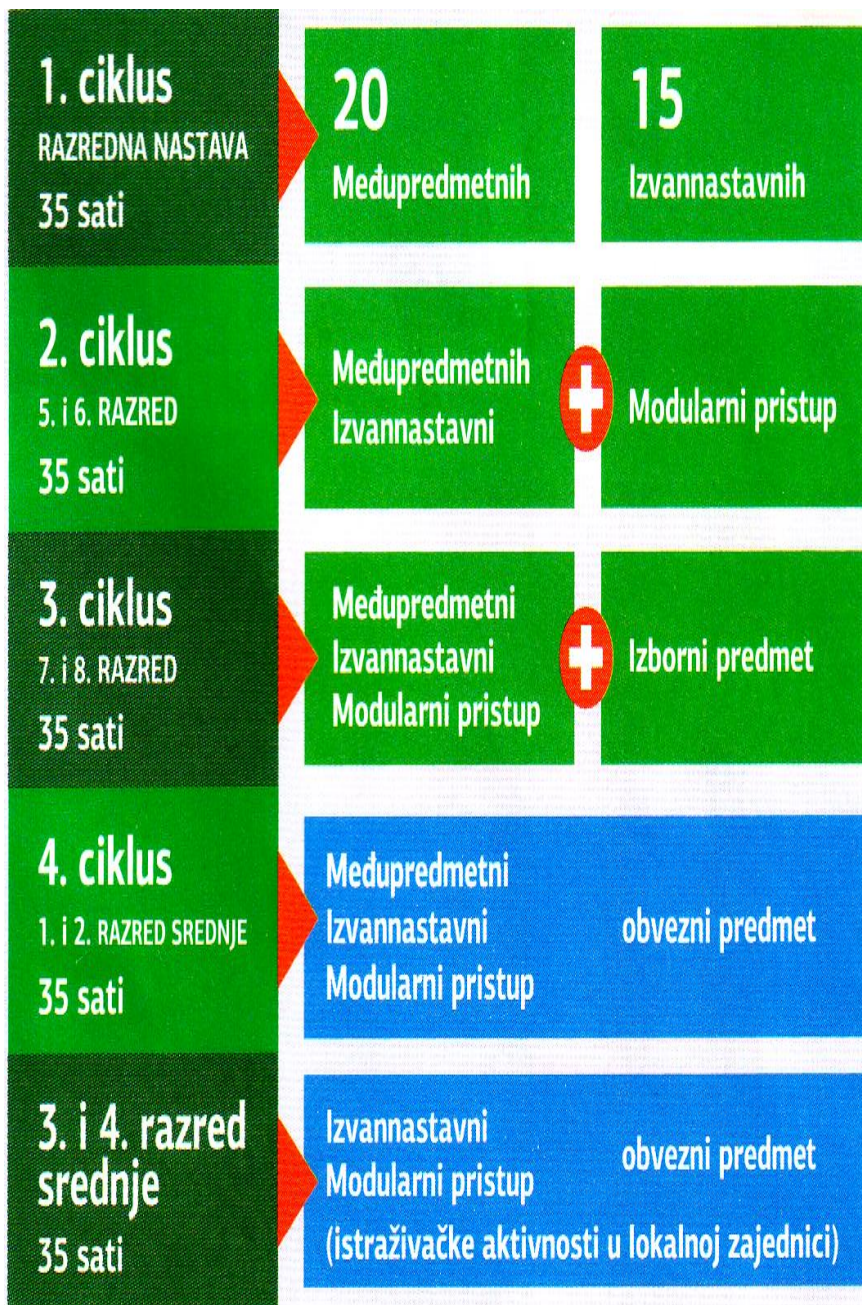 1. ciklus
RAZREDNA NASTAVA
35 sati
20
Međupredmetnih
15
Izvannastavnih
2. ciklus
5. i 6. RAZRED
35 sati
Međupredmetnih
Izvannastavni
Modularni pristup
3. ciklus
7. i 8. RAZRED
35 sati
Međupredmetni
Izvannastavni
Modularni pristup
Izborni predmet
4. ciklus
1. i 2. RAZRED SREDNJE
35 sati
Međupredmetni
Izvannastavni
Modularni pristup
obvezni predmet
3. i 4. razred
srednje
35 sati
Izvannastavni
Modularni pristup
(istraživačke aktivnosti u lokalnoj zajednici)
obvezni predmet